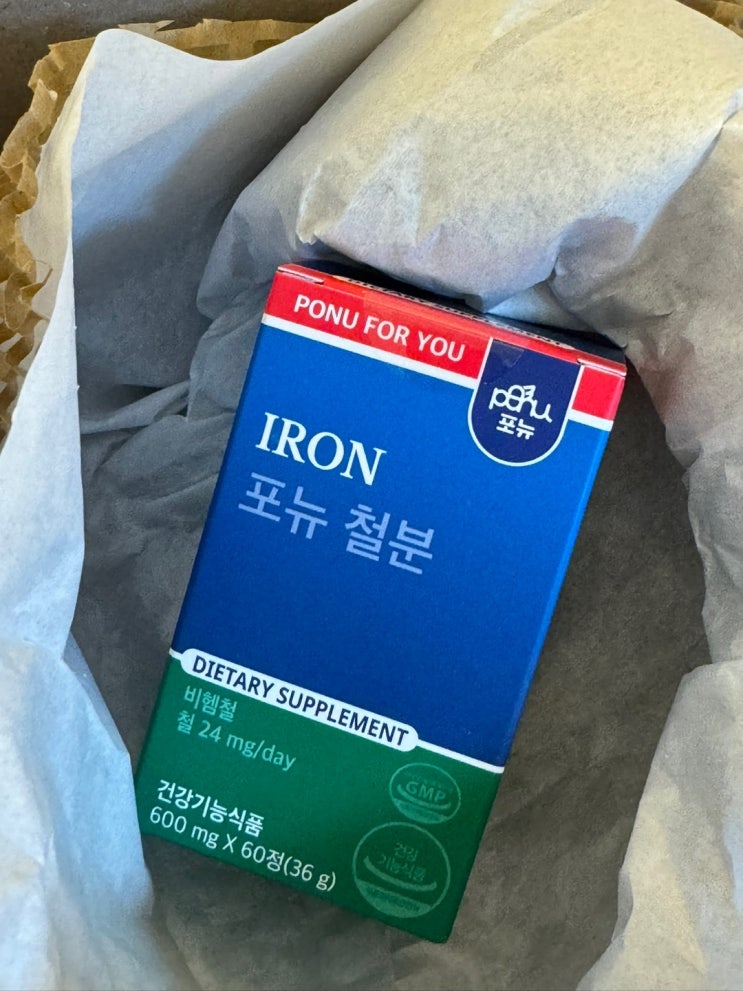 PONU FOR YOU
ponu
포뉴
IRON
포뉴 철분
DIETARY SUPPLEMENT
비헴철
철 24 mg/day
건강기능식품
600 mg X 60정(36 g)
GMP
건강
기능식품